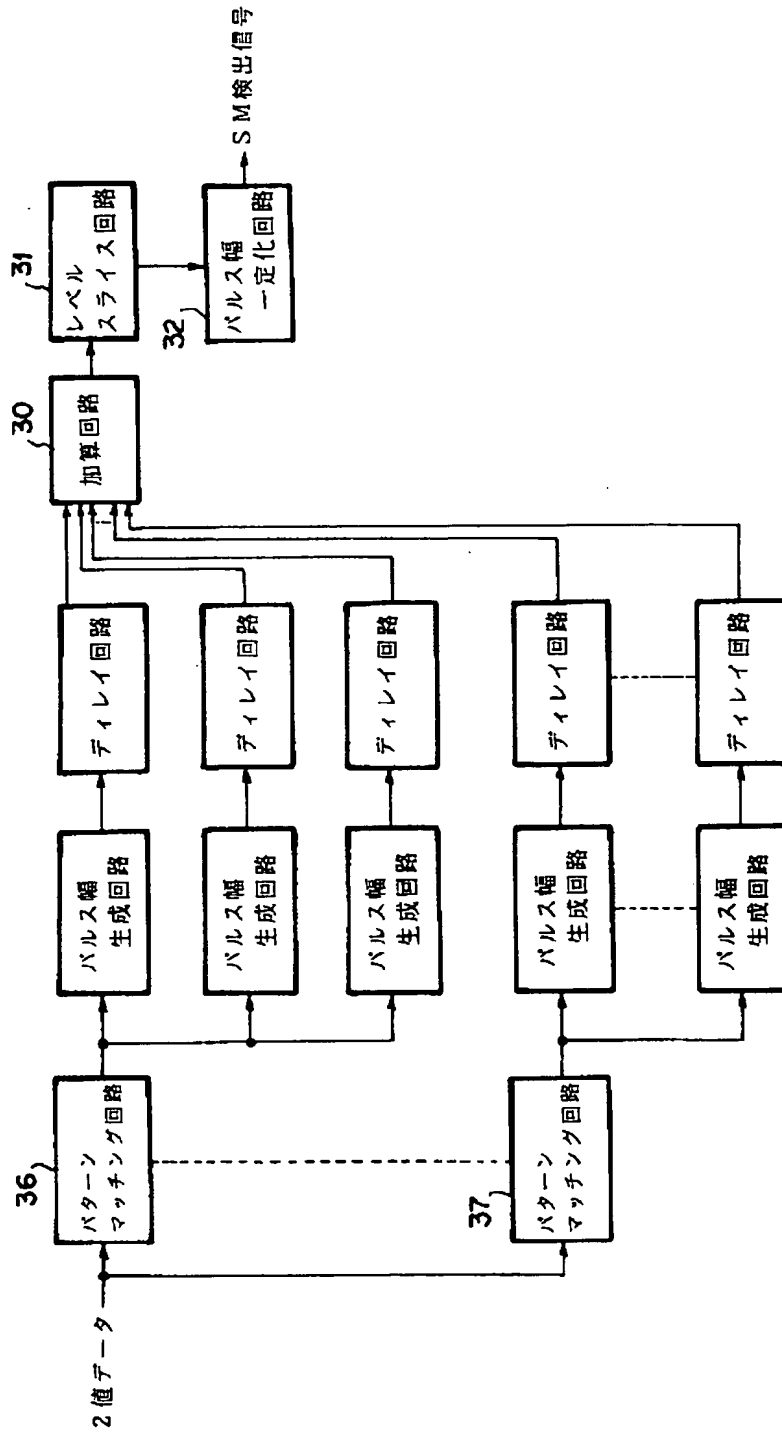 2値データ
36
パターン
マッチング回路
37
パターン
マッチング回路
パルス幅
生成回路
パルス幅
生成回路
パルス幅
生成回路
パルス幅
生成回路
パルス幅
生成回路
ディレイ回路
ディレイ回路
ディレイ回路
ディレイ回路
ディレイ回路
30
加算回路
31
レベル
スライス回路
32
パルス幅
一定化回路
SM検出信号